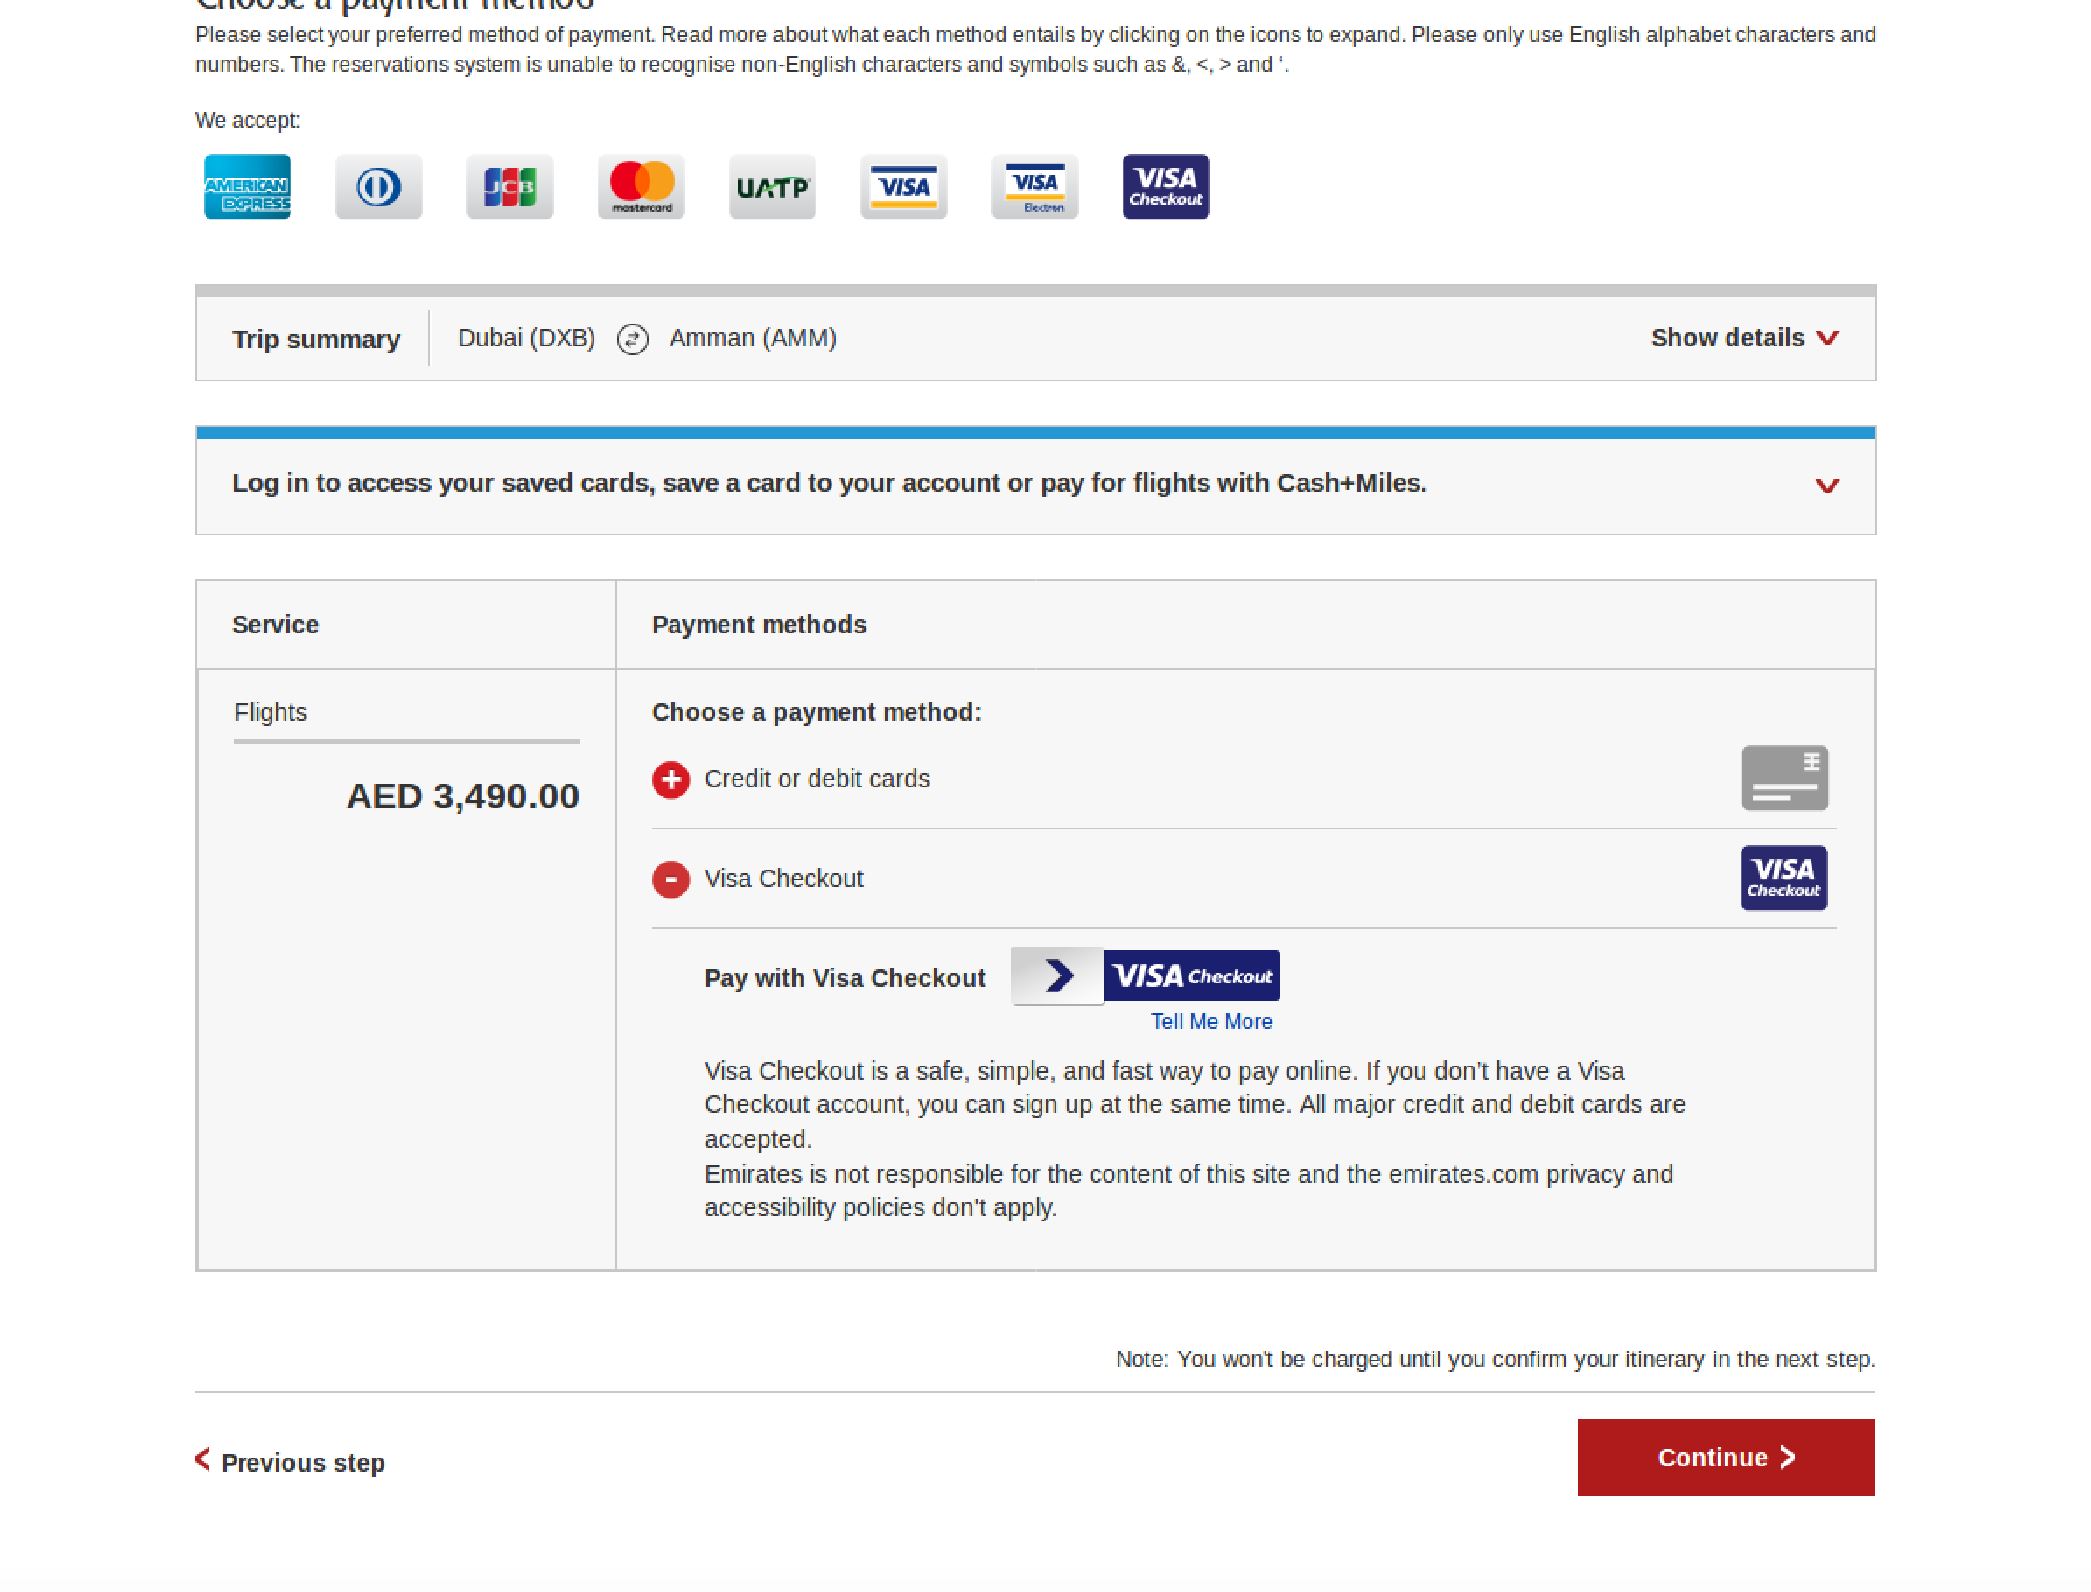 Choose a payment method
Please select your preferred method of payment. Read more about what each method entails by clicking on the icons to expand. Please only use English alphabet characters and
numbers. The reservations system is unable to recognise non-English characters and symbols such as &, <, > and ‘.
We accept:
AMERICAN
EXPRESS
JCB
mastercard
UATP
VISA
VISA
Electron
VISA
Checkout
Trip summary Dubai (DXB) Amman (AMM) Show details
Log in to access your saved cards, save a card to your account or pay for flights with Cash+Miles.
Service Payment methods
Flights
AED 3,490.00
Choose a payment method:
Credit or debit cards
Visa Checkout
VISA
Checkout
Pay with Visa Checkout VISA Checkout
Tell Me More
Visa Checkout is a safe, simple, and fast way to pay online. If you don’t have a Visa
Checkout account, you can sign up at the same time. All major credit and debit cards are
accepted.
Emirates is not responsible for the content of this site and the emirates.com privacy and
accessibility policies don't apply.
Note: You won't be charged until you confirm your itinerary in the next step.
Previous step Continue